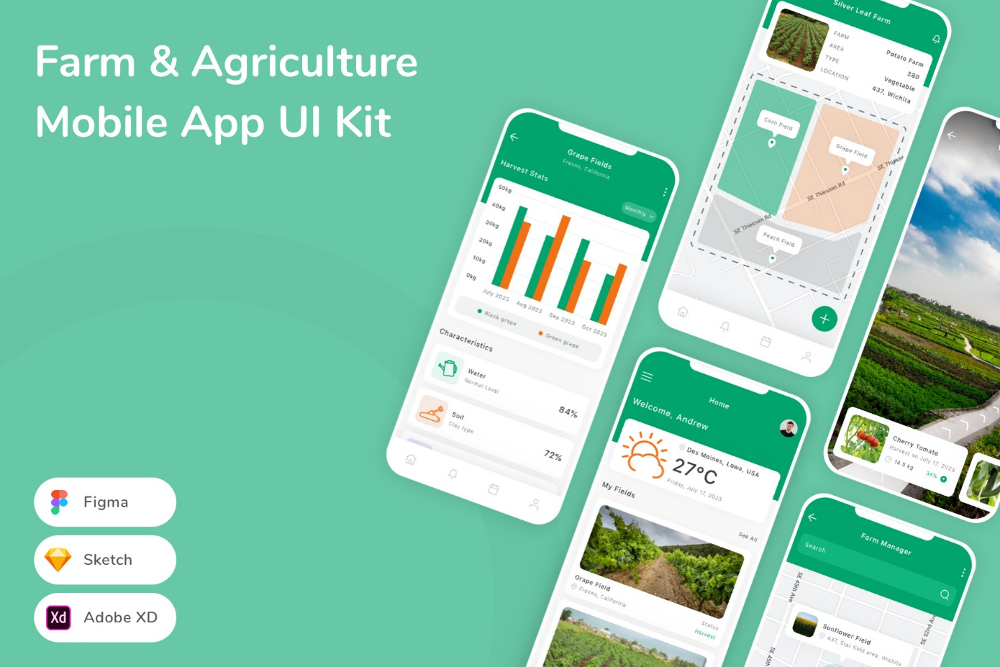 Farm & Agriculture
Mobile App UI Kit
Figma
Sketch
Adobe XD
Grape Fields
Fresno, California
Harvest Stats
Monthly
50kg
40kg
30kg
20kg
10kg
0kg
July 2023
Aug 2023
Sep 2023
Oct 2023
Black grape
Green grape
Characteristics
Water
Normal Level
84%
Soil
Clay type
72%
Silver Leaf Farm
FARM
Potato Farm
AREA
380
TYPE
Vegetable
LOCATION
437, Wichita
Corn Field
Grape Field
SE Thiessen Rd
SE Thiesse
SE Thiessen Rd
Peach Field
Home
Welcome, Andrew
Des Moines, Lowa, USA
27°C
Friday, July 17, 2023
My Fields
See All
Grape Field
Fresno, California
Status
Harvest
Cherry Tomato
Harvest on July 17, 2023
14.5 kg
34%
Farm Manager
Search
SE 45th Ave
SE 52nd Ave
SE 45th
Sunflower Field
437, Star field area, Wichita